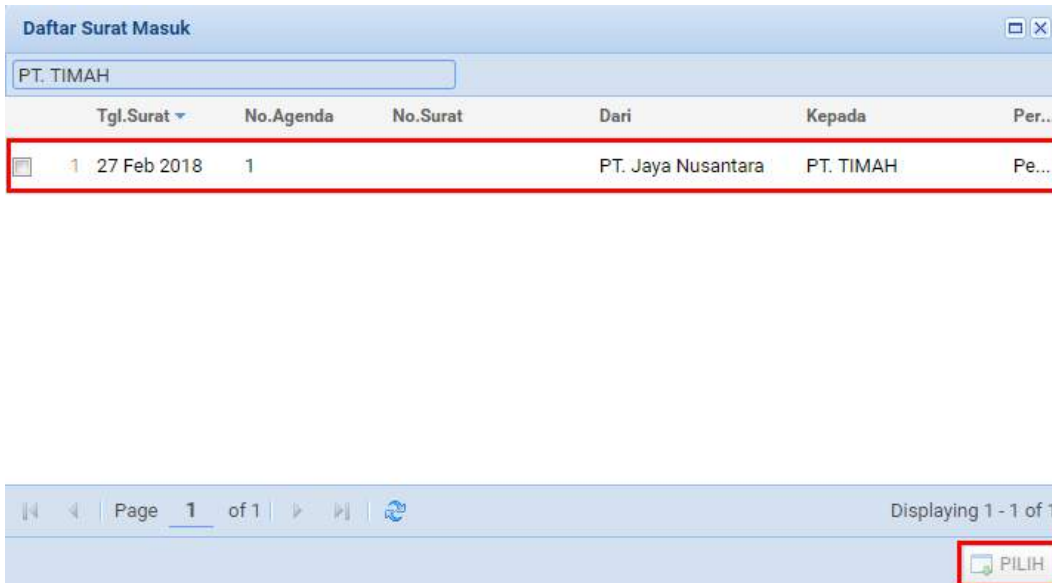 Daftar Surat Masuk
PT. TIMAH
Tgl.Surat No.Agenda No.Surat Dari Kepada Per...
1 27 Feb 2018 1 PT. Jaya Nusantara PT. TIMAH Pe...
Page 1 of 1 Displaying 1 - 1 of 1
PILIH